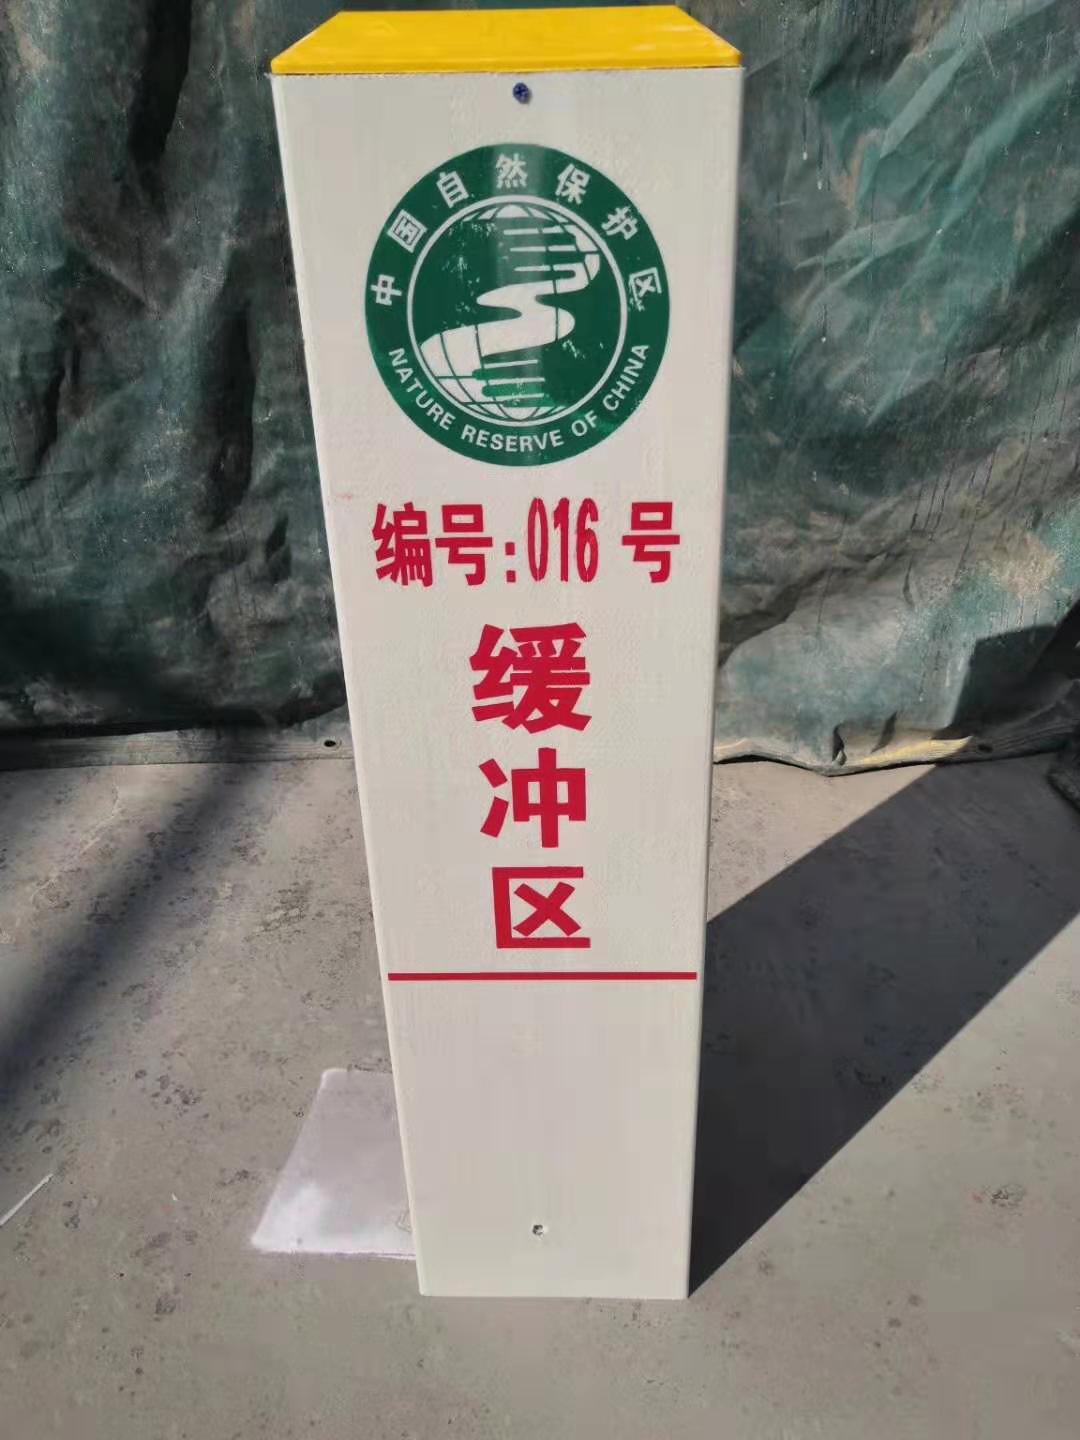 中国自然保护区
NATURE RESERVE OF CHINA
编号:016 号
缓
冲
区